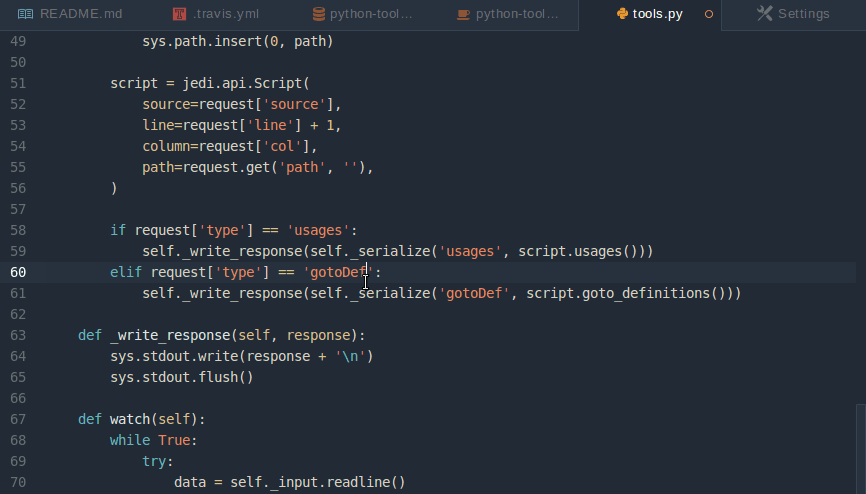 README.md .travis.yml python-tool... python-tool... tools.py Settings
49 sys.path.insert(0, path)
50
51 script = jedi.api.Script(
52 source=request['source'],
53 line=request['line'] + 1,
54 column=request['col'],
55 path=request.get('path', ''),
56 )
57
58 if request['type'] == 'usages':
59 self._write_response(self._serialize('usages', script.usages()))
60 elif request['type'] == 'gotoDef':
61 self._write_response(self._serialize('gotoDef', script.goto_definitions()))
62
63 def _write_response(self, response):
64 sys.stdout.write(response + '\n')
65 sys.stdout.flush()
66
67 def watch(self):
68 while True:
69 try:
70 data = self._input.readline()